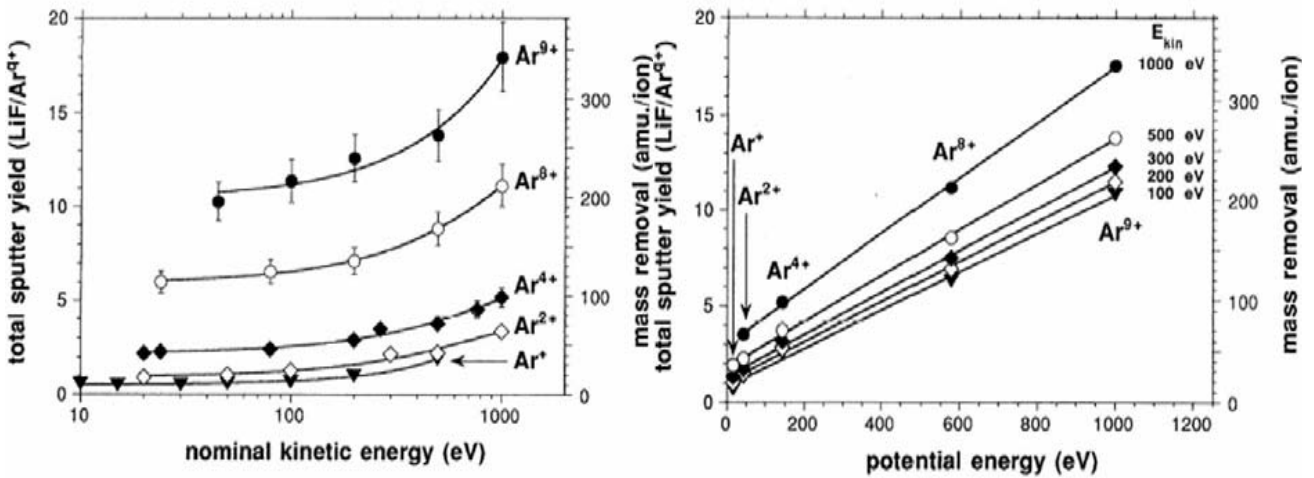 total sputter yield (LiF/Ar^q+)
20
15
10
5
0
10
100
1000
nominal kinetic energy (eV)
Ar^9+
Ar^8+
Ar^4+
Ar^2+
Ar^+
300
200
100
0
mass removal (amu./ion)
total sputter yield (LiF/Ar^q+)
20
15
10
5
0
0
200
400
600
800
1000
1200
potential energy (eV)
Ar^+
Ar^2+
Ar^4+
Ar^8+
Ar^9+
E_kin
1000 eV
500 eV
300 eV
200 eV
100 eV
300
200
100
0
mass removal (amu./ion)